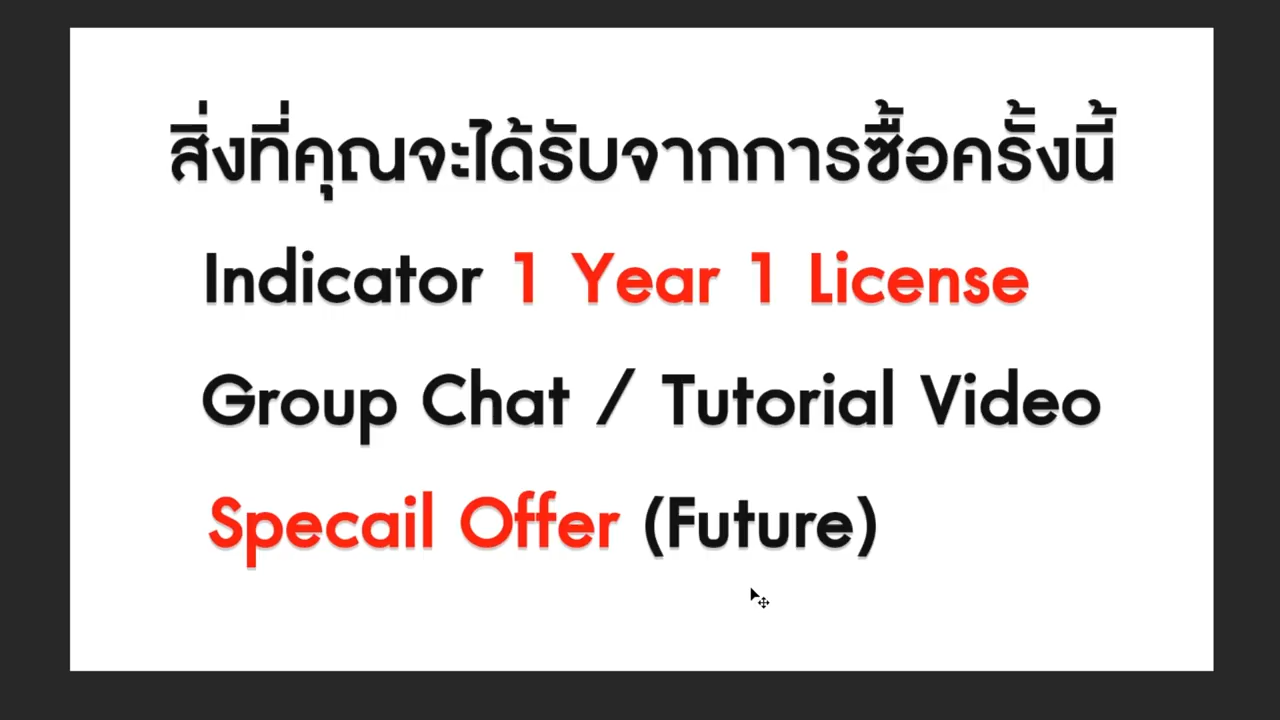 สิ่งที่คุณจะได้รับจากการซื้อครั้งนี้
Indicator 1 Year 1 License
Group Chat / Tutorial Video
Specail Offer (Future)